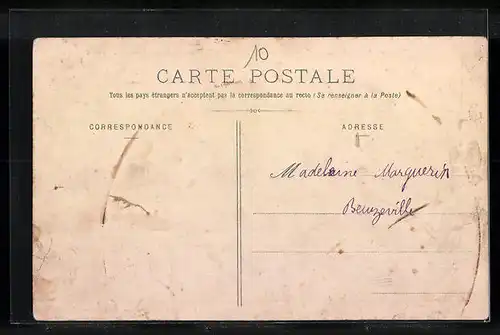 10
CARTE POSTALE
Tous les pays étrangers n'acceptent pas la correspondance au recto (Se renseigner à la Poste)
CORRESPONDANCE
ADRESSE
Madeleine Marguerin
Beuzeville